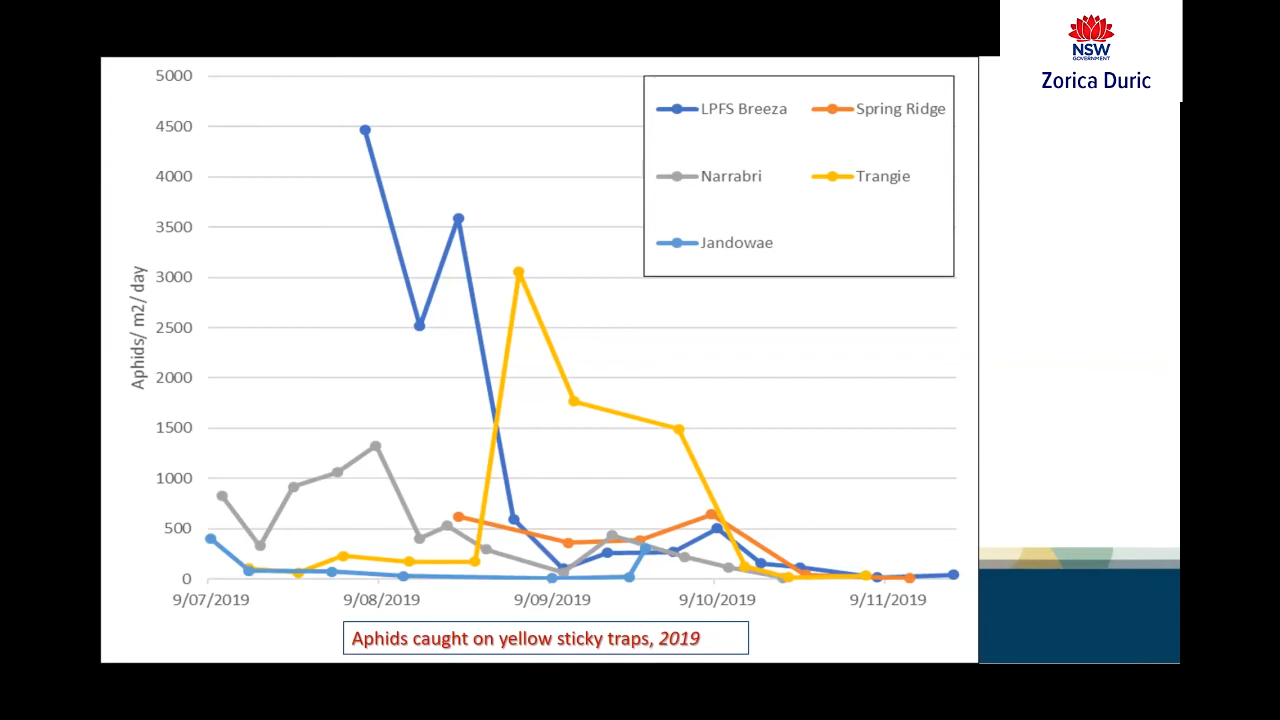 NSW
GOVERNMENT
Zorica Duric
5000
4500
4000
3500
3000
2500
2000
1500
1000
500
0
Aphids/ m2/ day
LPFS Breeza
Spring Ridge
Narrabri
Trangie
Jandowae
9/07/2019
9/08/2019
9/09/2019
9/10/2019
9/11/2019
Aphids caught on yellow sticky traps, 2019